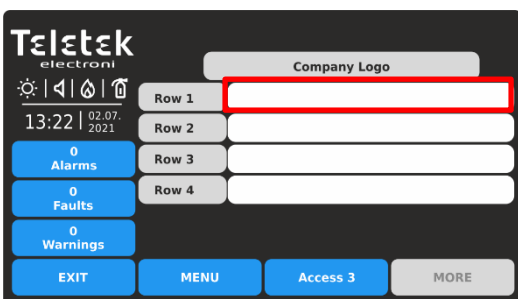 Teletek
electroni
Company Logo
Row 1
13:22 02.07.
2021
Row 2
Row 3
Row 4
0
Alarms
0
Faults
0
Warnings
EXIT
MENU
Access 3
MORE